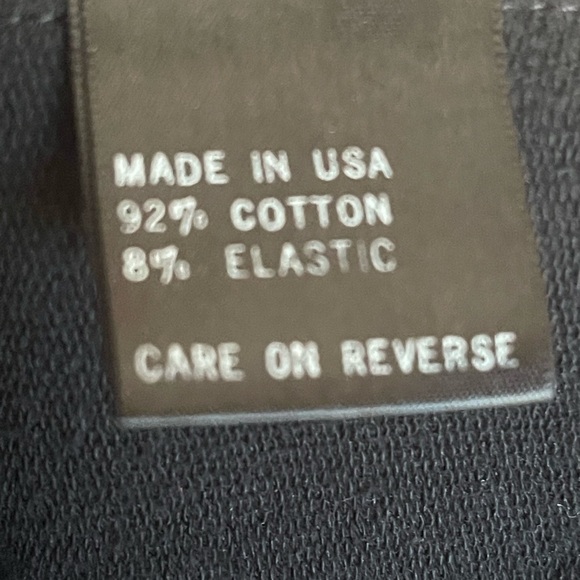 MADE IN USA
92% COTTON
8% ELASTIC
CARE ON REVERSE